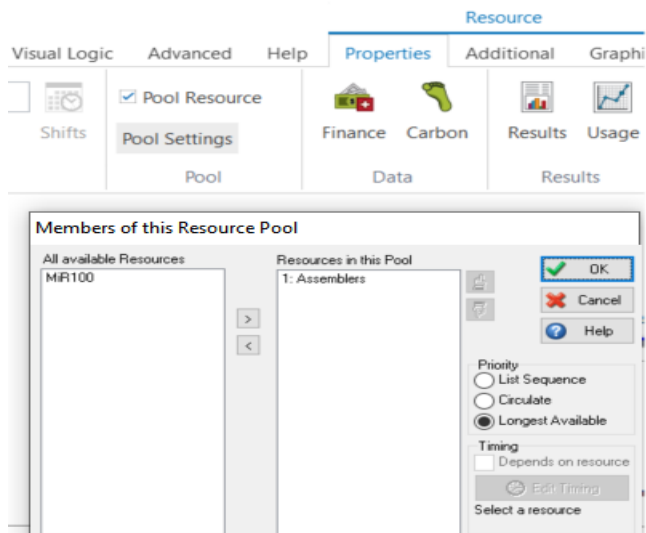 Resource
Visual Logic Advanced Help Properties Additional Graphi
Shifts
Pool Resource
Pool Settings
Finance Carbon
Results Usage
Pool Data Results
Members of this Resource Pool
All available Resources
MiR100
>
<
Resources in this Pool
1: Assemblers
OK
Cancel
? Help
Priority
List Sequence
Circulate
Longest Available
Timing
Depends on resource
Edit Timing
Select a resource